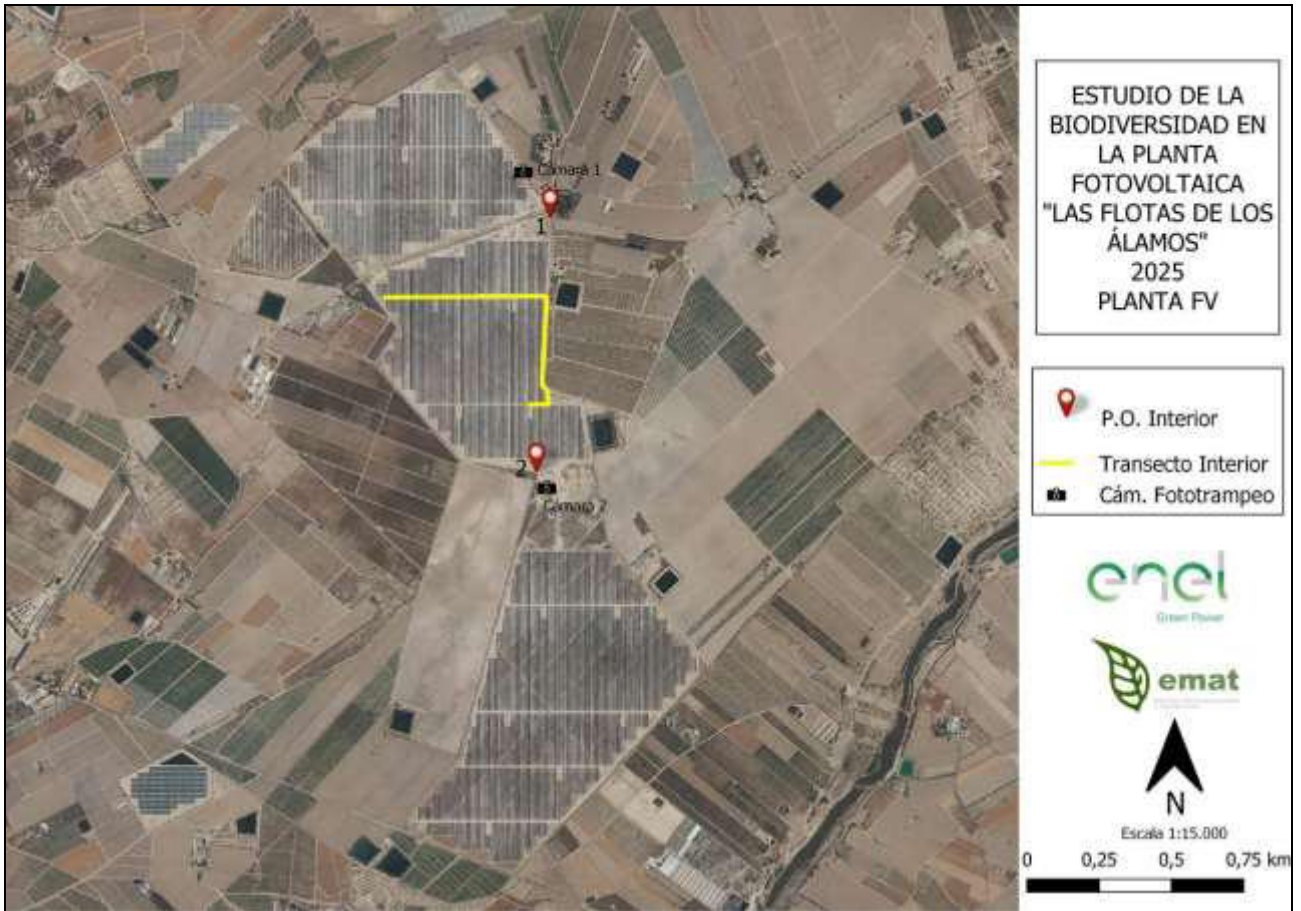 Cámara 1
1
2
Cámara 2
ESTUDIO DE LA
BIODIVERSIDAD EN
LA PLANTA
FOTOVOLTAICA
"LAS FLOTAS DE LOS
ÁLAMOS"
2025
PLANTA FV
P.O. Interior
Transecto Interior
Cám. Fototrampeo
enel
Green Power
emat
N
Escala 1:15.000
0 0,25 0,5 0,75 km